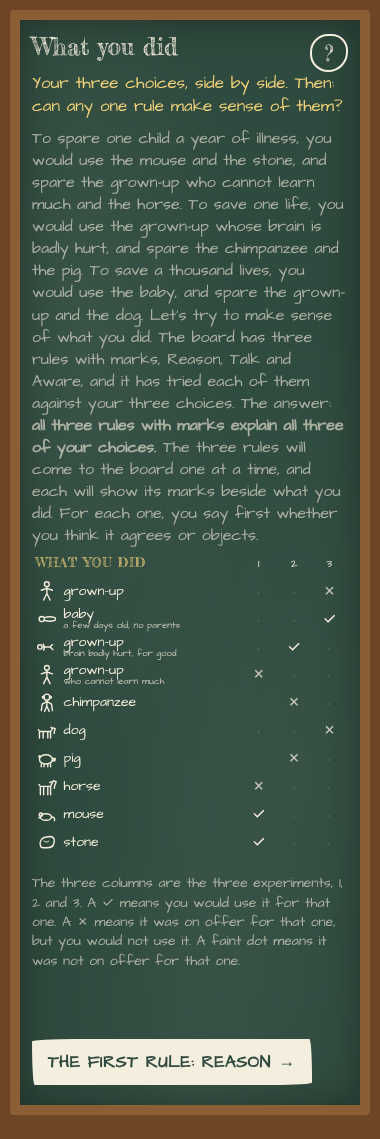 What you did
?
Your three choices, side by side. Then:
can any one rule make sense of them?
To spare one child a year of illness, you
would use the mouse and the stone, and
spare the grown-up who cannot learn
much and the horse. To save one life, you
would use the grown-up whose brain is
badly hurt, and spare the chimpanzee and
the pig. To save a thousand lives, you
would use the baby, and spare the grown-
up and the dog. Let's try to make sense
of what you did. The board has three
rules with marks, Reason, Talk and
Aware, and it has tried each of them
against your three choices. The answer:
all three rules with marks explain all three
of your choices. The three rules will
come to the board one at a time, and
each will show its marks beside what you
did. For each one, you say first whether
you think it agrees or objects.
WHAT YOU DID 1 2 3
grown-up · · ×
baby · · ✓
a few days old, no parents
grown-up · ✓ ·
brain badly hurt, for good
grown-up × · ·
who cannot learn much
chimpanzee · × ·
dog · · ×
pig · × ·
horse × · ·
mouse ✓ · ·
stone ✓ · ·
The three columns are the three experiments, 1,
2 and 3. A ✓ means you would use it for that
one. A × means it was on offer for that one,
but you would not use it. A faint dot means it
was not on offer for that one.
THE FIRST RULE: REASON →